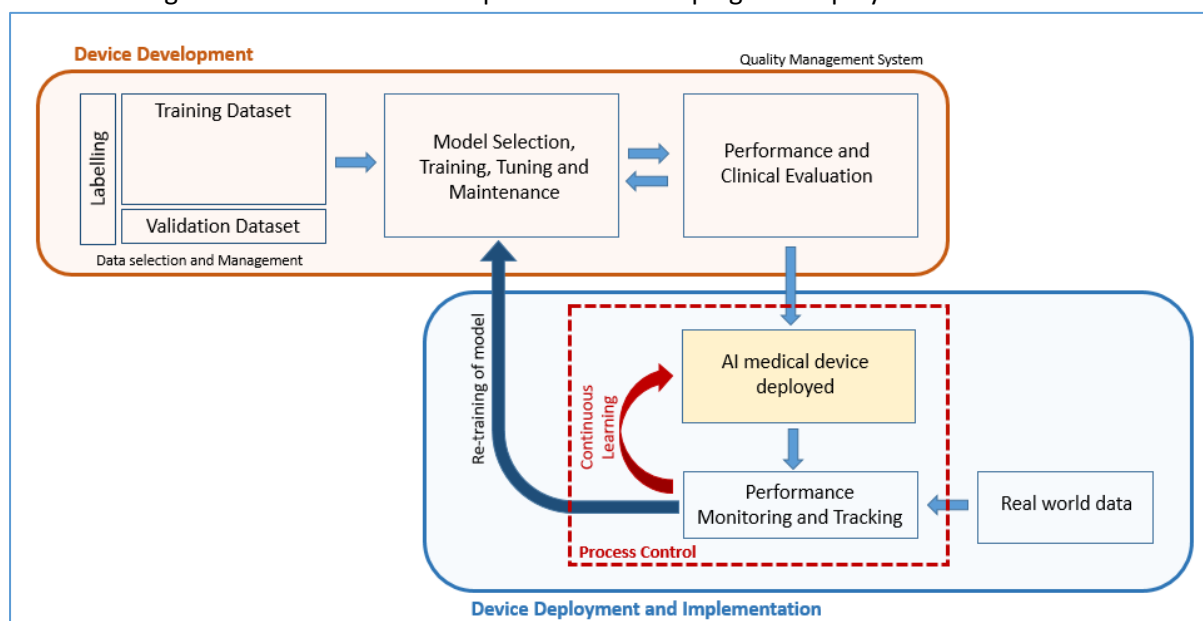 Device Development
Quality Management System
Labelling
Training Dataset
Validation Dataset
Data selection and Management
Model Selection,
Training, Tuning and
Maintenance
Performance and
Clinical Evaluation
Re-training of model
Continuous
Learning
AI medical device
deployed
Performance
Monitoring and Tracking
Real world data
Process Control
Device Deployment and Implementation